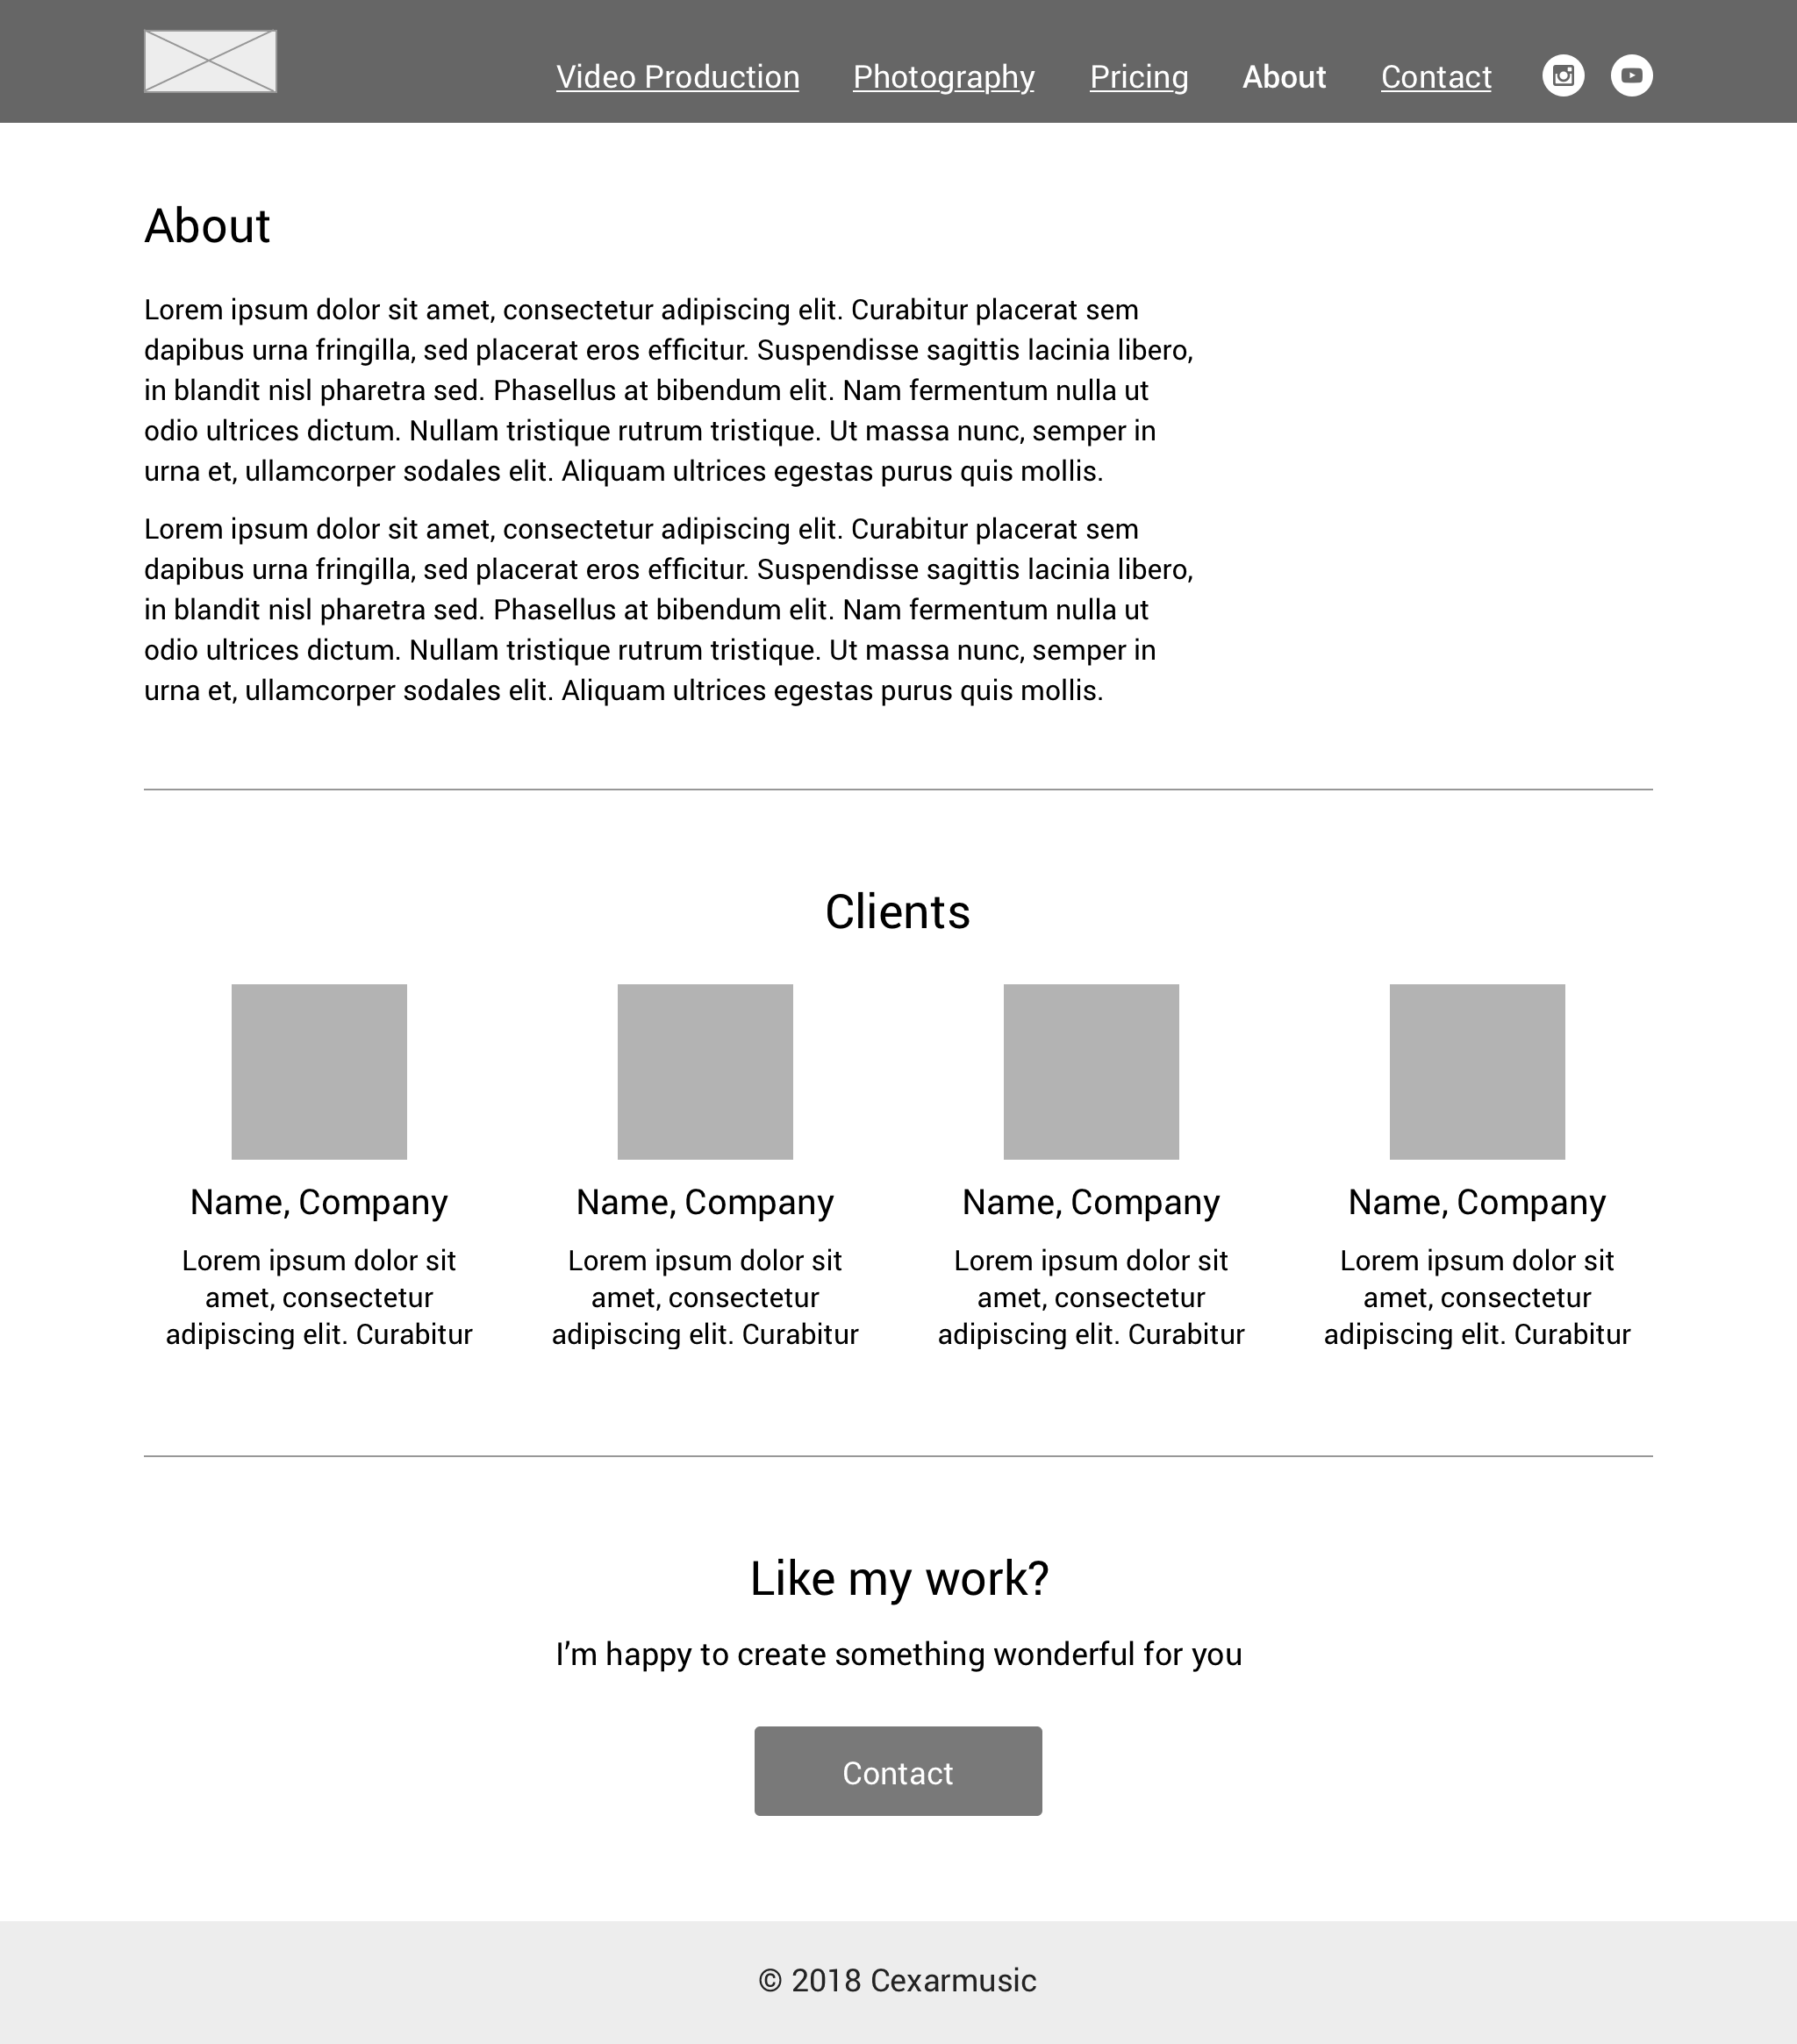 Video Production Photography Pricing About Contact
About
Lorem ipsum dolor sit amet, consectetur adipiscing elit. Curabitur placerat sem
dapibus urna fringilla, sed placerat eros efficitur. Suspendisse sagittis lacinia libero,
in blandit nisl pharetra sed. Phasellus at bibendum elit. Nam fermentum nulla ut
odio ultrices dictum. Nullam tristique rutrum tristique. Ut massa nunc, semper in
urna et, ullamcorper sodales elit. Aliquam ultrices egestas purus quis mollis.
Lorem ipsum dolor sit amet, consectetur adipiscing elit. Curabitur placerat sem
dapibus urna fringilla, sed placerat eros efficitur. Suspendisse sagittis lacinia libero,
in blandit nisl pharetra sed. Phasellus at bibendum elit. Nam fermentum nulla ut
odio ultrices dictum. Nullam tristique rutrum tristique. Ut massa nunc, semper in
urna et, ullamcorper sodales elit. Aliquam ultrices egestas purus quis mollis.
Clients
Name, Company
Lorem ipsum dolor sit
amet, consectetur
adipiscing elit. Curabitur
Name, Company
Lorem ipsum dolor sit
amet, consectetur
adipiscing elit. Curabitur
Name, Company
Lorem ipsum dolor sit
amet, consectetur
adipiscing elit. Curabitur
Name, Company
Lorem ipsum dolor sit
amet, consectetur
adipiscing elit. Curabitur
Like my work?
I’m happy to create something wonderful for you
Contact
© 2018 Cexarmusic